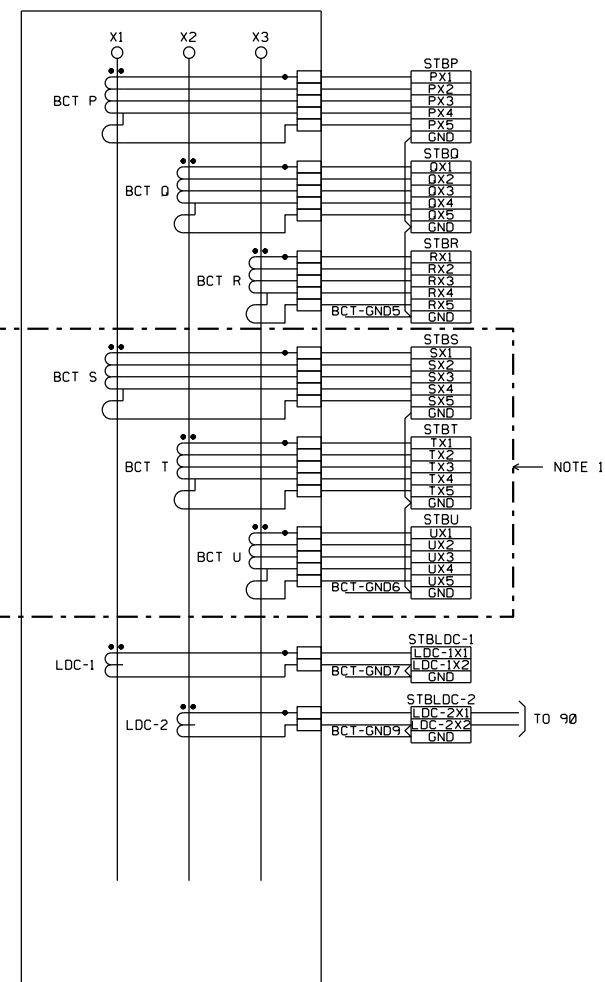 X1 X2 X3
STBP
PX1
PX2
BCT P
PX3
PX4
PX5
GND
STBQ
QX1
QX2
BCT Q
QX3
QX4
QX5
GND
STBR
RX1
RX2
BCT R
RX3
RX4
RX5
BCT-GND5
GND
STBS
SX1
SX2
BCT S
SX3
SX4
SX5
GND
STBT
TX1
TX2
BCT T
TX3
NOTE 1
TX4
TX5
GND
STBU
UX1
UX2
BCT U
UX3
UX4
UX5
BCT-GND6
GND
STBLDC-1
LDC-1X1
LDC-1
LDC-1X2
BCT-GND7
GND
STBLDC-2
LDC-2X1
TO 90
LDC-2
LDC-2X2
BCT-GND9
GND